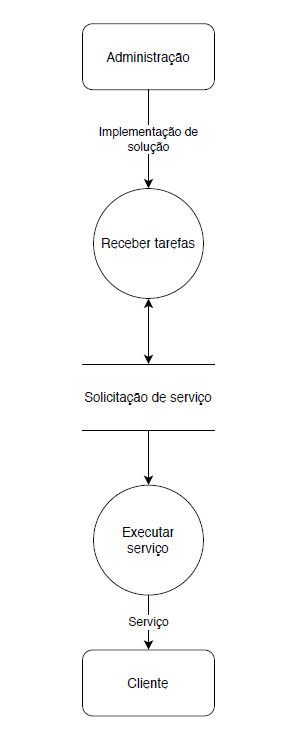 Administração
Implementação de
solução
Receber tarefas
Solicitação de serviço
Executar
serviço
Serviço
Cliente